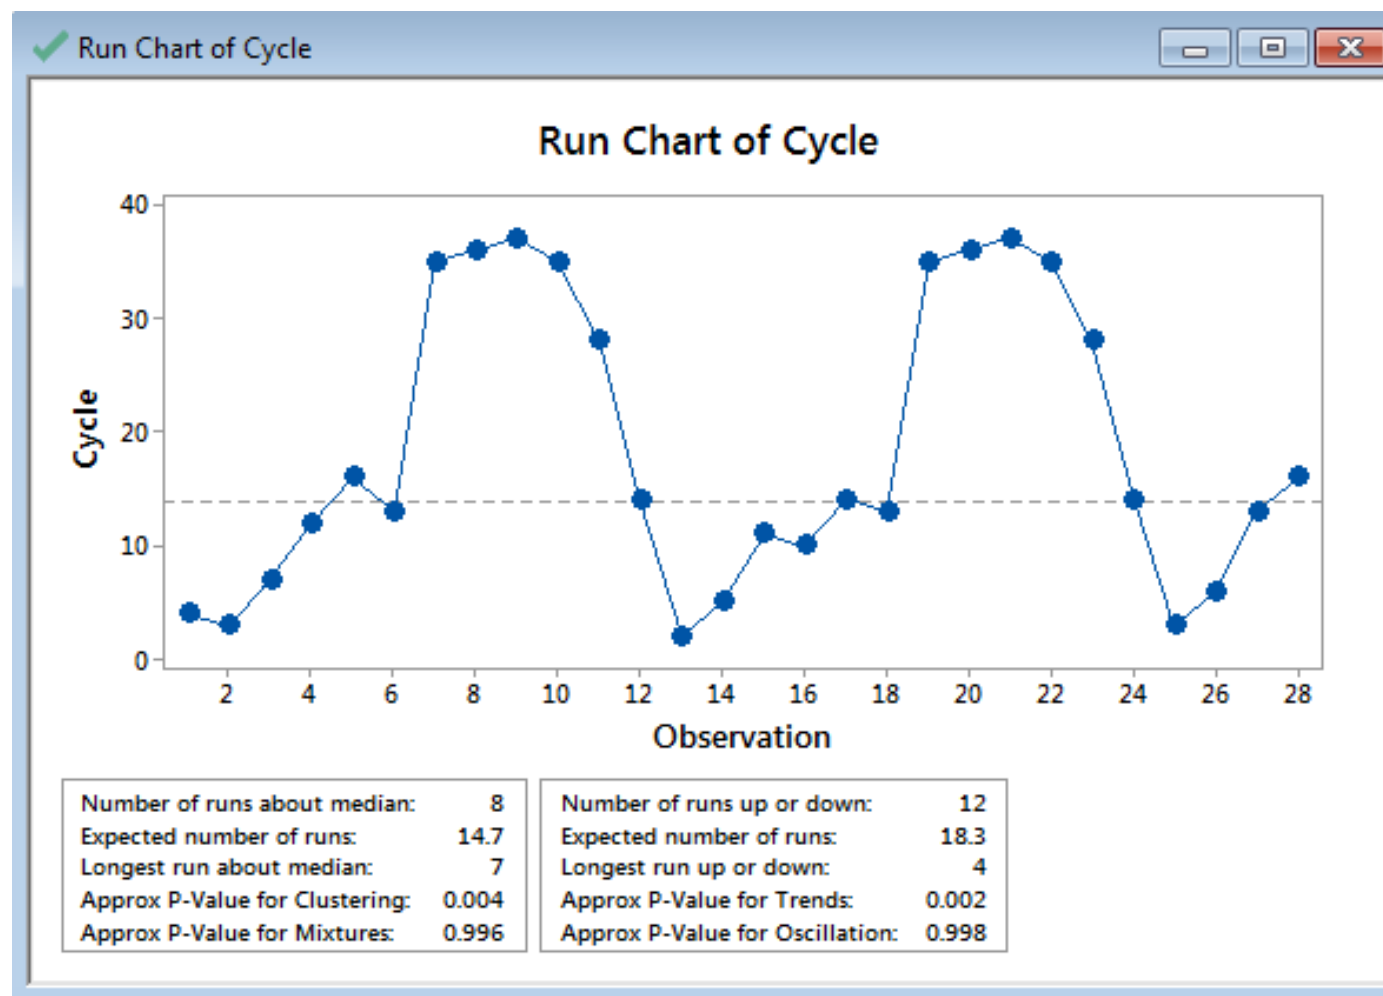 Run Chart of Cycle
Run Chart of Cycle
40
30
20
10
0
Cycle
2 4 6 8 10 12 14 16 18 20 22 24 26 28
Observation
Number of runs about median: 8
Expected number of runs: 14.7
Longest run about median: 7
Approx P-Value for Clustering: 0.004
Approx P-Value for Mixtures: 0.996
Number of runs up or down: 12
Expected number of runs: 18.3
Longest run up or down: 4
Approx P-Value for Trends: 0.002
Approx P-Value for Oscillation: 0.998